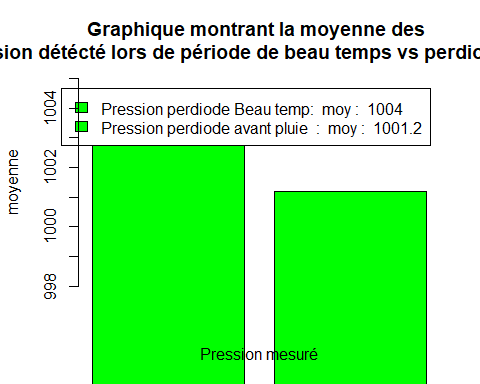 Graphique montrant la moyenne des
sion détécté lors de période de beau temps vs perdio
1004
Pression perdiode Beau temp: moy : 1004
Pression perdiode avant pluie : moy : 1001.2
moyenne
1002
1000
998
Pression mesuré